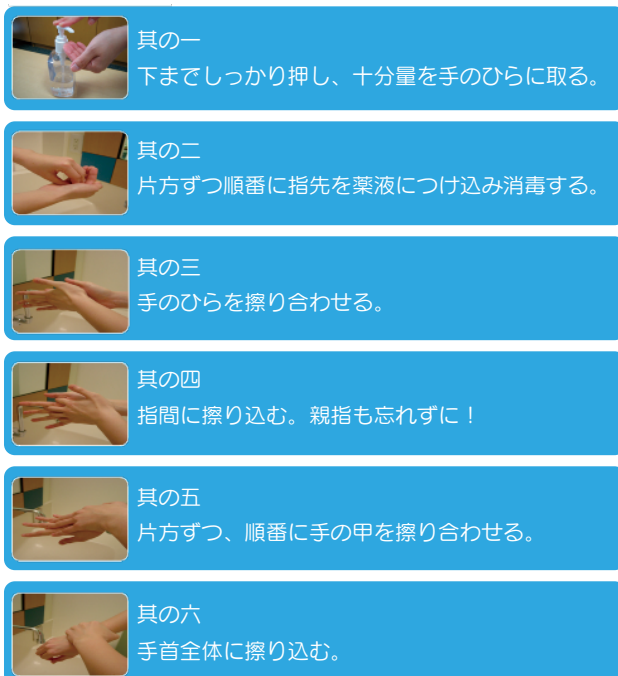 其の一
下までしっかり押し、十分量を手のひらに取る。
其の二
片方ずつ順番に指先を薬液につけ込み消毒する。
其の三
手のひらを擦り合わせる。
其の四
指間に擦り込む。親指も忘れずに！
其の五
片方ずつ、順番に手の甲を擦り合わせる。
其の六
手首全体に擦り込む。